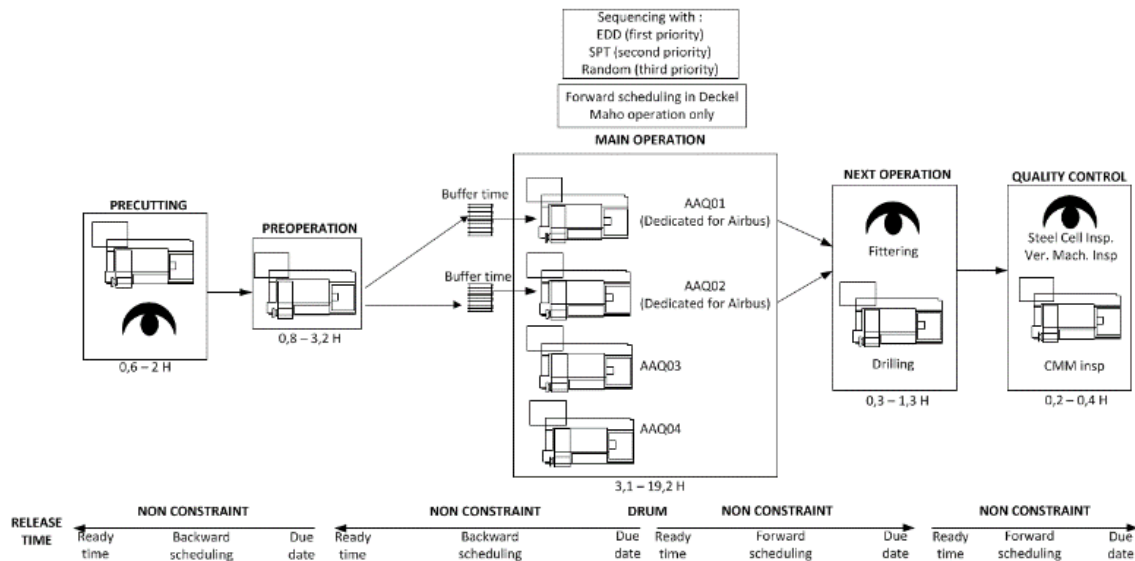 Sequencing with :
EDD (first priority)
SPT (second priority)
Random (third priority)
Forward scheduling in Deckel
Maho operation only
MAIN OPERATION
PRECUTTING
0,6 – 2 H
PREOPERATION
0,8 – 3,2 H
Buffer time
Buffer time
AAQ01
(Dedicated for Airbus)
AAQ02
(Dedicated for Airbus)
AAQ03
AAQ04
3,1 – 19,2 H
NEXT OPERATION
Fittering
Drilling
0,3 – 1,3 H
QUALITY CONTROL
Steel Cell Insp.
Ver. Mach. Insp
CMM insp
0,2 – 0,4 H
RELEASE
TIME
NON CONSTRAINT
Ready
time
Backward
scheduling
Due
date
NON CONSTRAINT
Ready
time
Backward
scheduling
Due
date
DRUM
NON CONSTRAINT
Ready
time
Forward
scheduling
Due
date
NON CONSTRAINT
Ready
time
Forward
scheduling
Due
date